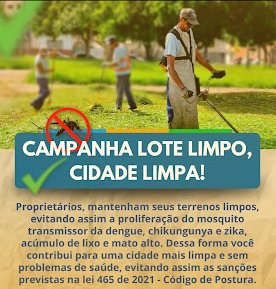 CAMPANHA LOTE LIMPO,
CIDADE LIMPA!
Proprietários, mantenham seus terrenos limpos,
evitando assim a proliferação do mosquito
transmissor da dengue, chikungunya e zika,
acúmulo de lixo e mato alto. Dessa forma você
contribui para uma cidade mais limpa e sem
problemas de saúde, evitando assim as sanções
previstas na lei 465 de 2021 - Código de Postura.